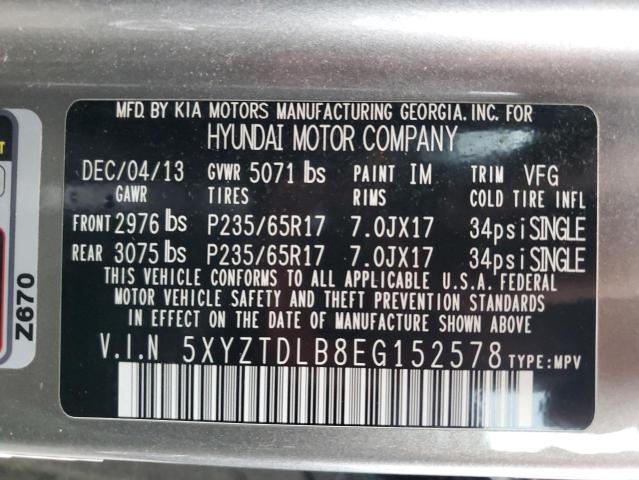 MFD. BY KIA MOTORS MANUFACTURING GEORGIA. INC. FOR
HYUNDAI MOTOR COMPANY
DEC/04/13 GVWR 5071 lbs PAINT IM TRIM VFG
GAWR TIRES RIMS COLD TIRE INFL
FRONT 2976 lbs P235/65R17 7.0JX17 34psi SINGLE
REAR 3075 lbs P235/65R17 7.0JX17 34psi SINGLE
THIS VEHICLE CONFORMS TO ALL APPLICABLE U.S.A. FEDERAL
MOTOR VEHICLE SAFETY AND THEFT PREVENTION STANDARDS
IN EFFECT ON THE DATE OF MANUFACTURE SHOWN ABOVE
V.I.N 5XYZTDLB8EG152578 TYPE: MPV
Z670